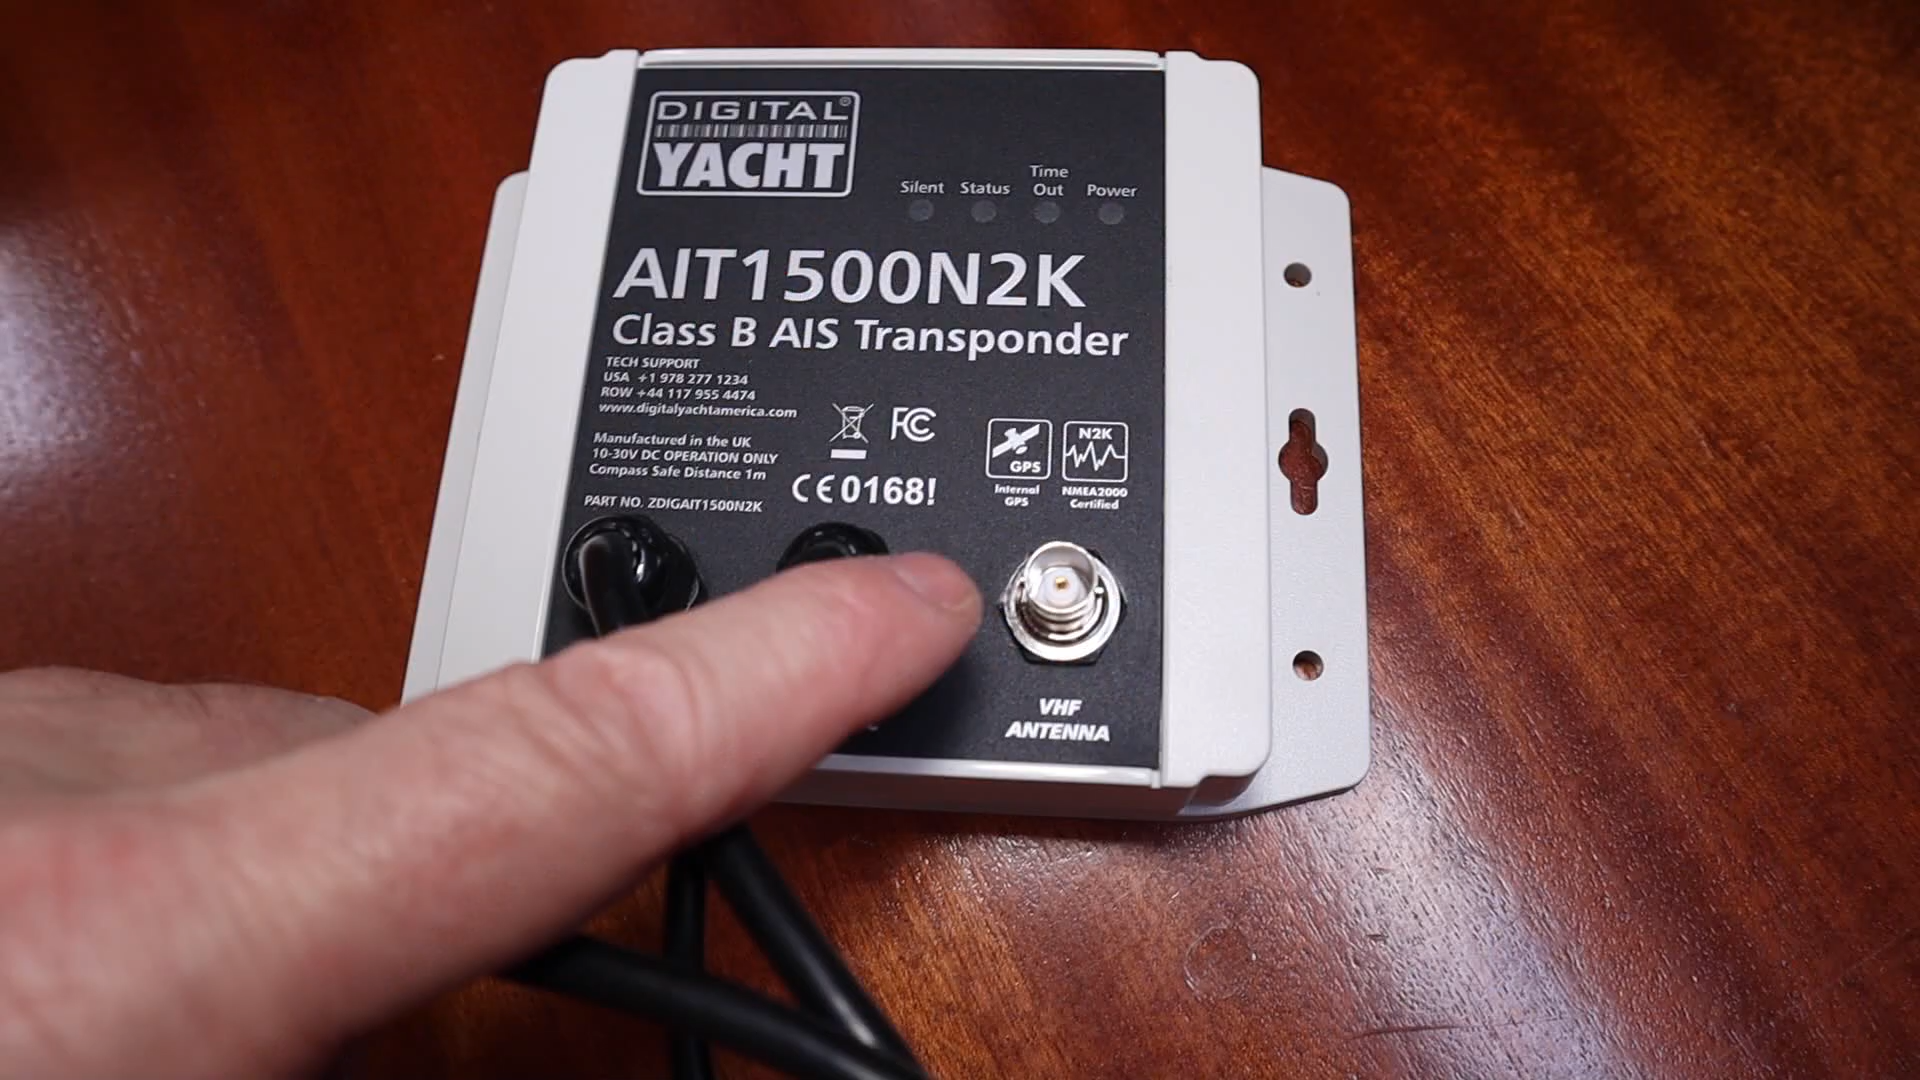 DIGITAL®
YACHT
Silent Status Time Out Power
AIT1500N2K
Class B AIS Transponder
TECH SUPPORT
USA +1 978 277 1234
ROW +44 117 955 4474
www.digitalyachtamerica.com
Manufactured in the UK
10-30V DC OPERATION ONLY
Compass Safe Distance 1m
PART NO. ZDIGAIT1500N2K
FC
CE0168!
GPS
Internal
GPS
N2K
NMEA2000
Certified
VHF
ANTENNA